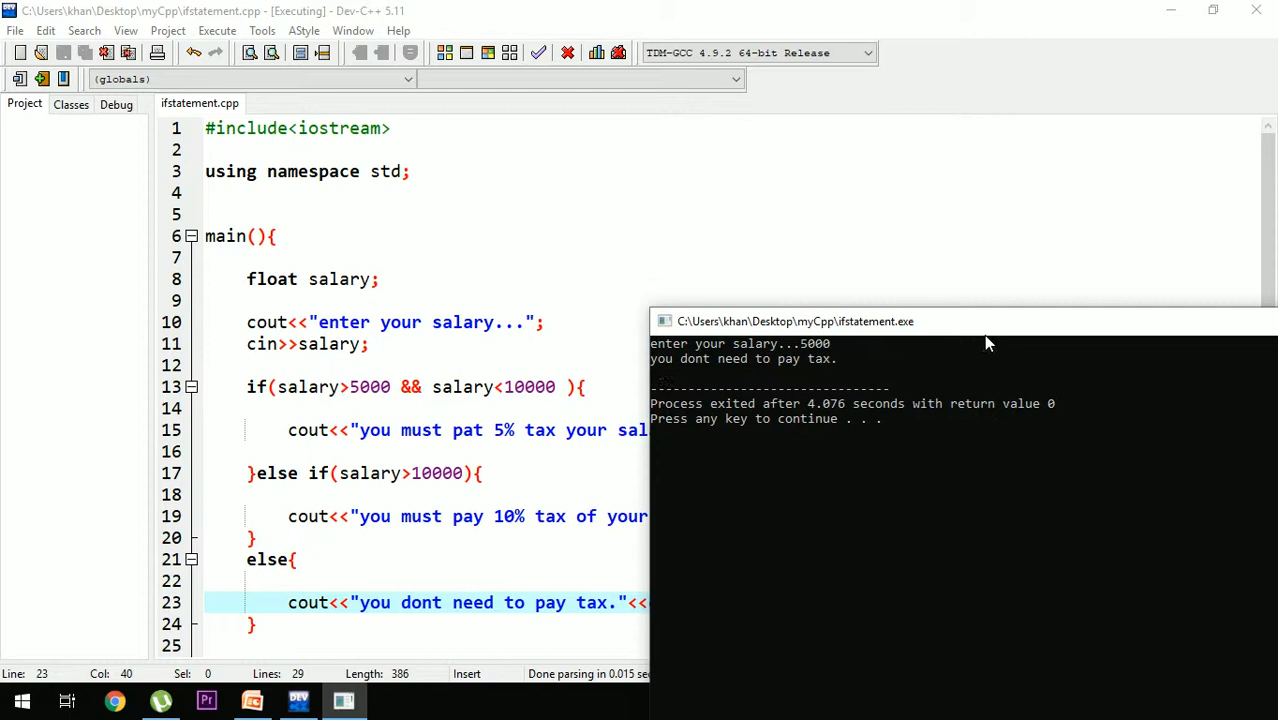 C:\Users\khan\Desktop\myCpp\ifstatement.cpp - [Executing] - Dev-C++ 5.11
File Edit Search View Project Execute Tools AStyle Window Help
TDM-GCC 4.9.2 64-bit Release
(globals)
Project Classes Debug ifstatement.cpp
1 #include<iostream>
2
3 using namespace std;
4
5
6 main(){
7
8 float salary;
9
10 cout<<"enter your salary...";
11 cin>>salary;
12
13 if(salary>5000 && salary<10000 ){
14
15 cout<<"you must pat 5% tax your sal
16
17 }else if(salary>10000){
18
19 cout<<"you must pay 10% tax of your
20 }
21 else{
22
23 cout<<"you dont need to pay tax."<<
24 }
25
C:\Users\khan\Desktop\myCpp\ifstatement.exe
enter your salary...5000
you dont need to pay tax.
--------------------------------
Process exited after 4.076 seconds with return value 0
Press any key to continue . . .
Line: 23 Col: 40 Sel: 0 Lines: 29 Length: 386 Insert Done parsing in 0.015 se
DEV
Pr